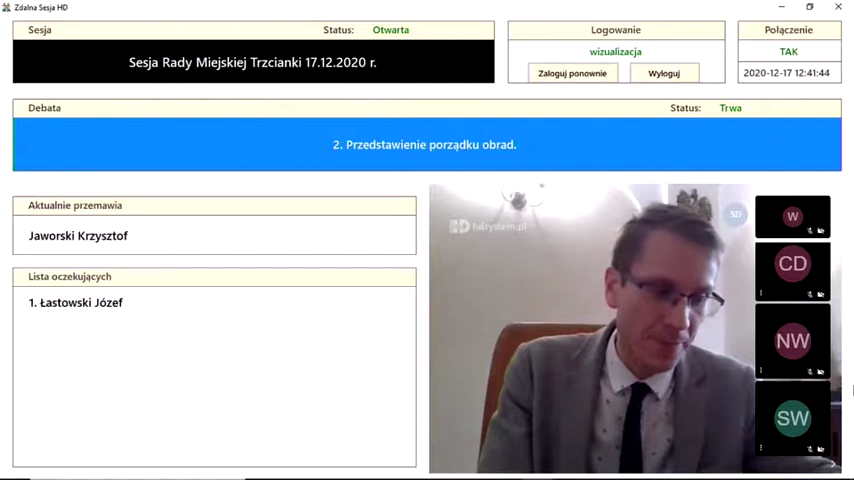 Zdalna Sesja HD
Sesja
Status: Otwarta
Sesja Rady Miejskiej Trzcianki 17.12.2020 r.
Logowanie
wizualizacja
Zaloguj ponownie
Wyloguj
Połączenie
TAK
2020-12-17 12:41:44
Debata
Status: Trwa
2. Przedstawienie porządku obrad.
Aktualnie przemawia
Jaworski Krzysztof
Lista oczekujących
1. Łastowski Józef
HD hdsystem.pl
SD
W
CD
NW
SW